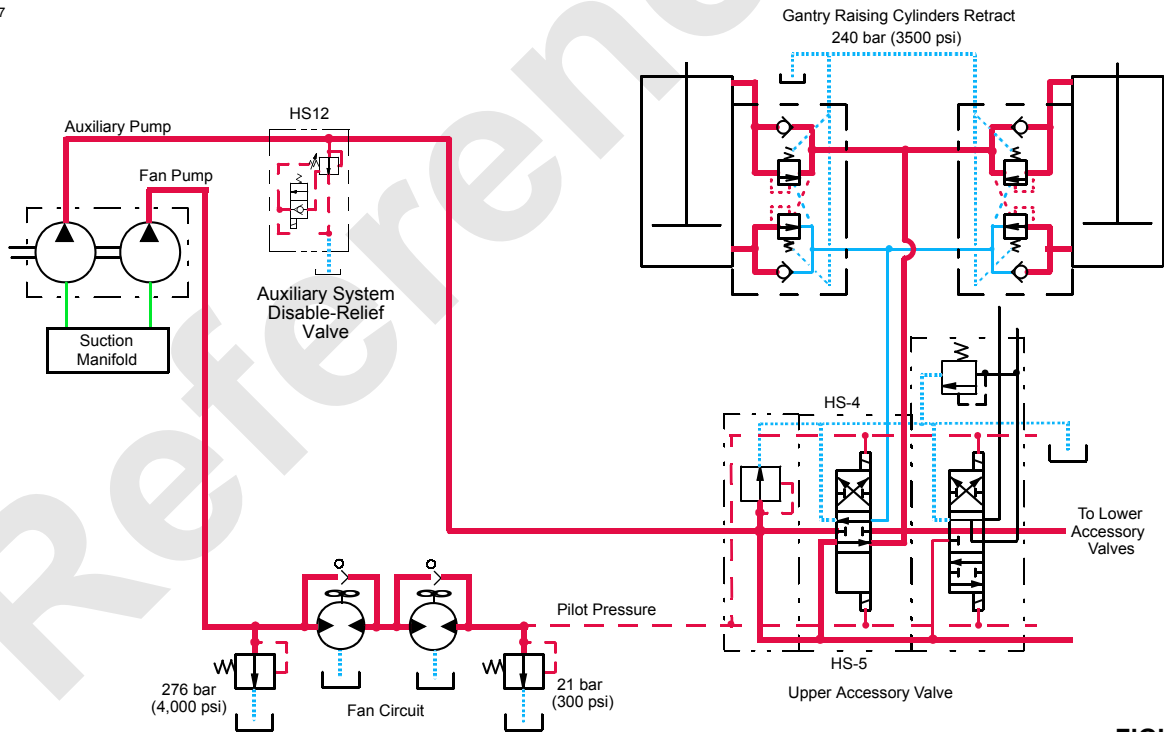 7
Gantry Raising Cylinders Retract
240 bar (3500 psi)
HS12
Auxiliary Pump
Fan Pump
Auxiliary System
Disable-Relief
Valve
Suction
Manifold
HS-4
To Lower
Accessory
Valves
Pilot Pressure
HS-5
276 bar
(4,000 psi)
Fan Circuit
21 bar
(300 psi)
Upper Accessory Valve
Reference